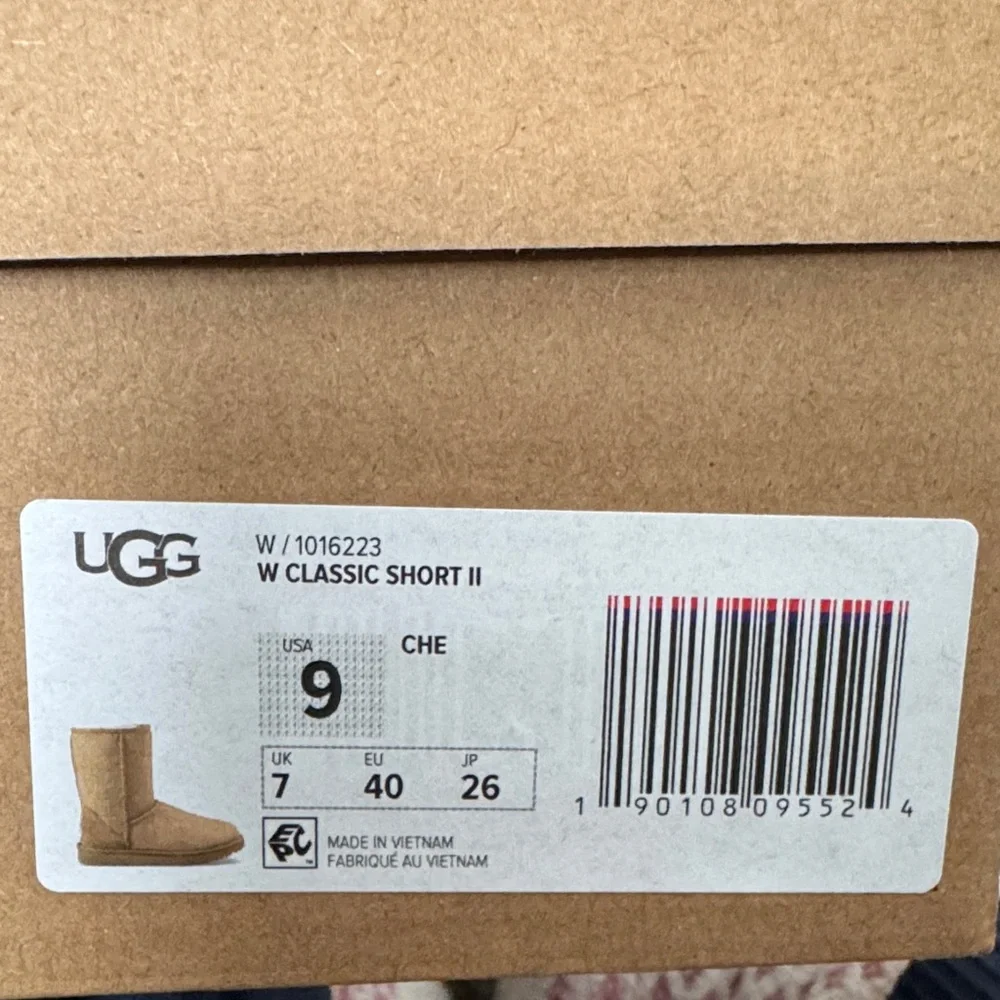 UGG
W / 1016223
W CLASSIC SHORT II
USA
9
CHE
UK EU JP
7 40 26
EPC™
MADE IN VIETNAM
FABRIQUÉ AU VIETNAM
1 90108 09552 4